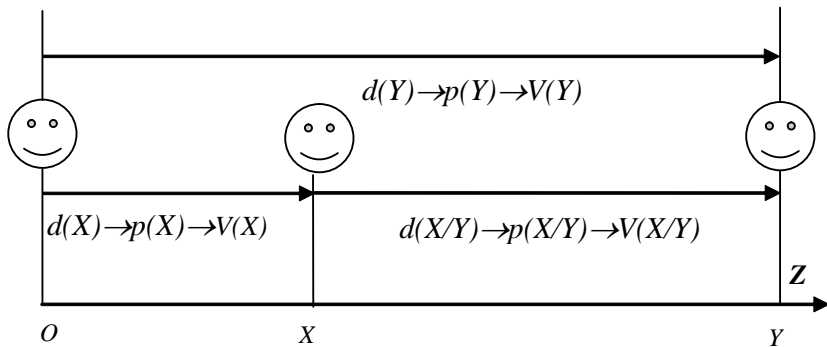 d(Y)→p(Y)→V(Y)
d(X)→p(X)→V(X)
d(X/Y)→p(X/Y)→V(X/Y)
Z
O X Y